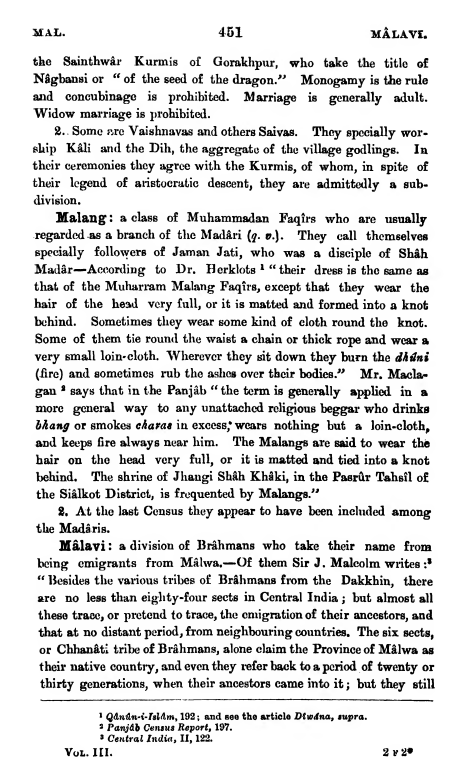 MAL. 451 MÂLAVI.
the Sainthwâr Kurmis of Gorakhpur, who take the title of
Nâgbansi or “of the seed of the dragon.” Monogamy is the rule
and concubinage is prohibited. Marriage is generally adult.
Widow marriage is prohibited.
2. Some are Vaishnavas and others Saivas. They specially wor-
ship Kâli and the Dih, the aggregate of the village godlings. In
their ceremonies they agree with the Kurmis, of whom, in spite of
their legend of aristocratic descent, they are admittedly a sub-
division.
Malang: a class of Muhammadan Faqîrs who are usually
regarded as a branch of the Madâri (q. v.). They call themselves
specially followers of Jaman Jati, who was a disciple of Shâh
Madâr—According to Dr. Herklots ¹ “their dress is the same as
that of the Muharram Malang Faqîrs, except that they wear the
hair of the head very full, or it is matted and formed into a knot
behind. Sometimes they wear some kind of cloth round the knot.
Some of them tie round the waist a chain or thick rope and wear a
very small loin-cloth. Wherever they sit down they burn the dhúni
(fire) and sometimes rub the ashes over their bodies.” Mr. Macla-
gan ² says that in the Panjâb “the term is generally applied in a
more general way to any unattached religious beggar who drinks
bhang or smokes charas in excess, wears nothing but a loin-cloth,
and keeps fire always near him. The Malangs are said to wear the
hair on the head very full, or it is matted and tied into a knot
behind. The shrine of Jhangi Shâh Khâki, in the Pasrûr Tahsîl of
the Siâlkot District, is frequented by Malangs.”
2. At the last Census they appear to have been included among
the Madâris.
Mâlavi: a division of Brâhmans who take their name from
being emigrants from Mâlwa.—Of them Sir J. Malcolm writes :³
“Besides the various tribes of Brâhmans from the Dakkhin, there
are no less than eighty-four sects in Central India; but almost all
these trace, or pretend to trace, the emigration of their ancestors, and
that at no distant period, from neighbouring countries. The six sects,
or Chhanâti tribe of Brâhmans, alone claim the Province of Mâlwa as
their native country, and even they refer back to a period of twenty or
thirty generations, when their ancestors came into it; but they still
¹ Qânûn-i-Islâm, 192; and see the article Dîwâna, supra.
² Panjâb Census Report, 197.
³ Central India, II, 122.
VOL. III. 2 F 2*